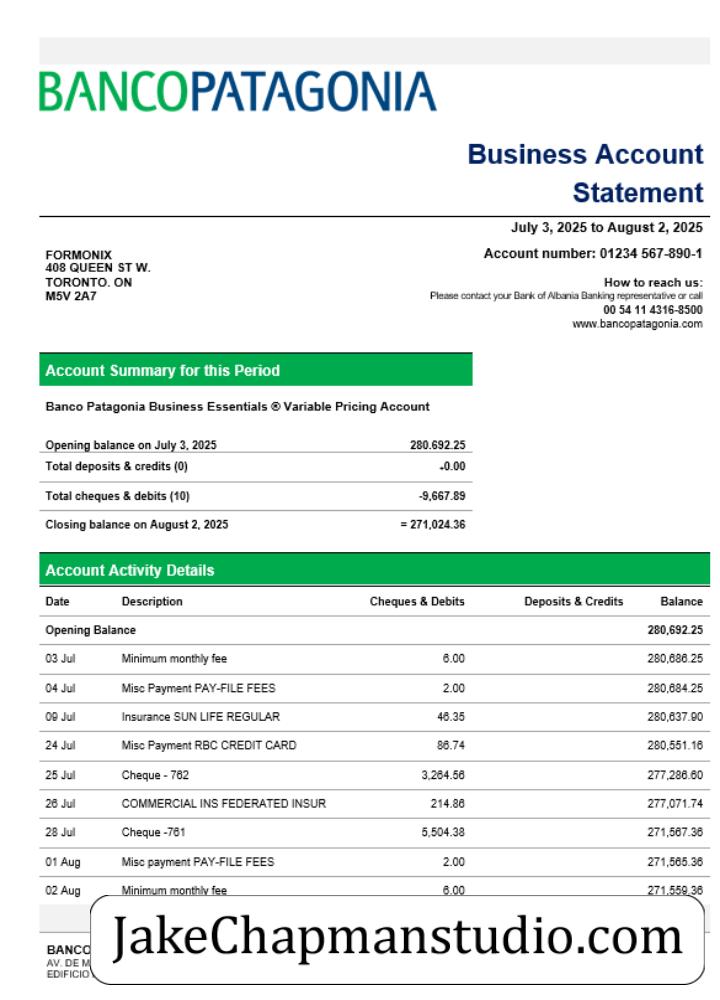 BANCOPATAGONIA
Business Account
Statement
July 3, 2025 to August 2, 2025
FORMONIX
408 QUEEN ST W.
TORONTO. ON
M5V 2A7
Account number: 01234 567-890-1
How to reach us:
Please contact your Bank of Albania Banking representative or call
00 54 11 4316-8500
www.bancopatagonia.com
Account Summary for this Period
Banco Patagonia Business Essentials ® Variable Pricing Account
Opening balance on July 3, 2025 280.692.25
Total deposits & credits (0) +0.00
Total cheques & debits (10) -9,667.89
Closing balance on August 2, 2025 = 271,024.36
Account Activity Details
Date Description Cheques & Debits Deposits & Credits Balance
Opening Balance 280,692.25
03 Jul Minimum monthly fee 6.00 280,686.25
04 Jul Misc Payment PAY-FILE FEES 2.00 280,684.25
09 Jul Insurance SUN LIFE REGULAR 46.35 280,637.90
24 Jul Misc Payment RBC CREDIT CARD 86.74 280,551.16
25 Jul Cheque - 762 3,264.56 277,286.60
26 Jul COMMERCIAL INS FEDERATED INSUR 214.86 277,071.74
28 Jul Cheque -761 5,504.38 271,567.36
01 Aug Misc payment PAY-FILE FEES 2.00 271,565.36
02 Aug Minimum monthly fee 6.00 271,559.36
BANCO
AV. DE M
EDIFICIO
JakeChapmanstudio.com